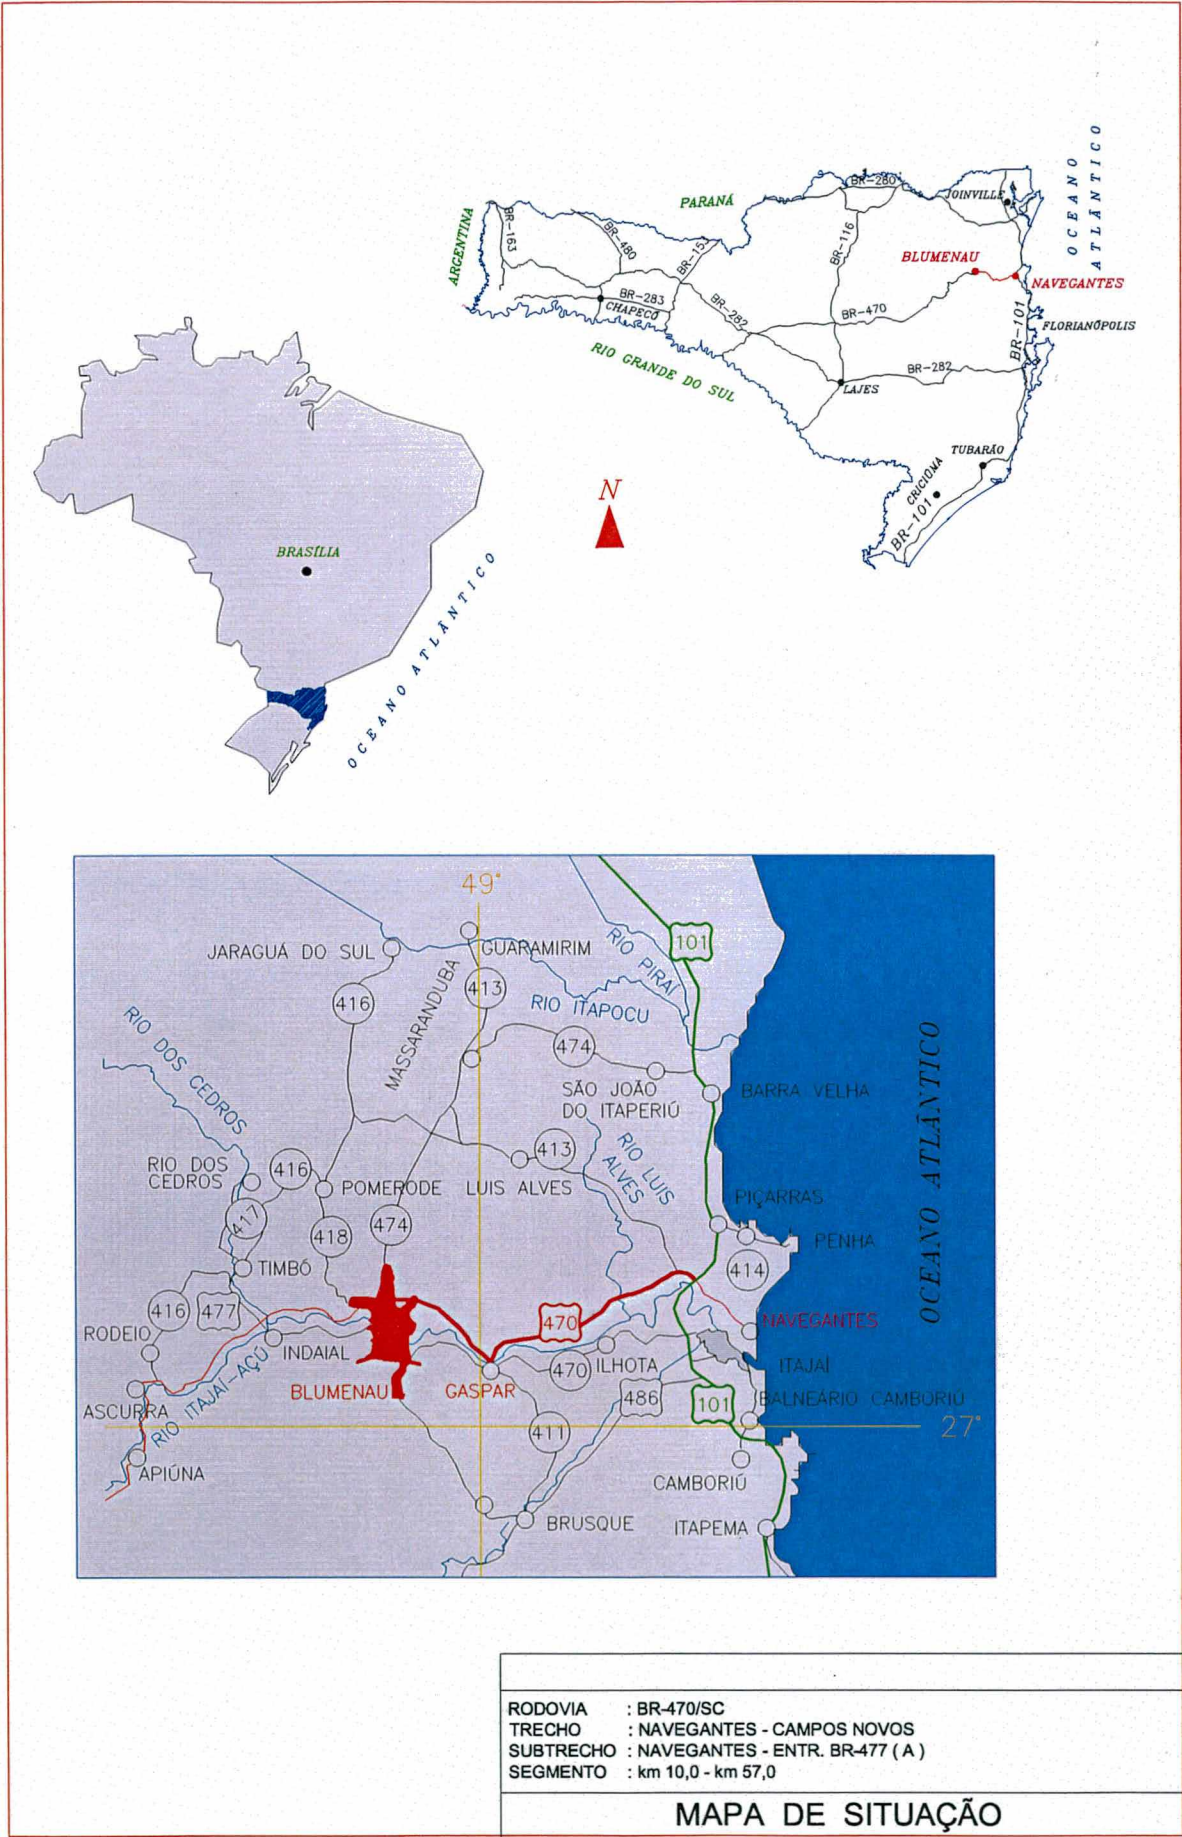 OCEANO
ATLÂNTICO
PARANÁ
ARGENTINA
BR-163
BR-480
BR-153
BR-116
BR-280
JOINVILLE
BLUMENAU
NAVEGANTES
BR-283
CHAPECÓ
BR-282
BR-470
BR-101
FLORIANÓPOLIS
RIO GRANDE DO SUL
BR-282
LAJES
TUBARÃO
CRICIÚMA
BR-101
N
BRASÍLIA
OCEANO ATLÂNTICO
49°
JARAGUÁ DO SUL
GUARAMIRIM
101
RIO PIRAÍ
416
MASSARANDUBA
413
RIO ITAPOCU
RIO DOS CEDROS
474
SÃO JOÃO
DO ITAPERIÚ
BARRA VELHA
OCEANO ATLÂNTICO
RIO DOS
CEDROS
416
POMERODE
LUIS ALVES
413
RIO LUIS
ALVES
PIÇARRAS
417
418
474
PENHA
TIMBÓ
414
416
477
470
NAVEGANTES
RODEIO
INDAIAL
470
ILHOTA
ITAJAÍ
BLUMENAU
GASPAR
486
101
BALNEÁRIO CAMBORIÚ
ASCURRA
RIO ITAJAÍ-AÇÚ
411
27°
APIÚNA
CAMBORIÚ
BRUSQUE
ITAPEMA
RODOVIA : BR-470/SC
TRECHO : NAVEGANTES - CAMPOS NOVOS
SUBTRECHO : NAVEGANTES - ENTR. BR-477 ( A )
SEGMENTO : km 10,0 - km 57,0
MAPA DE SITUAÇÃO